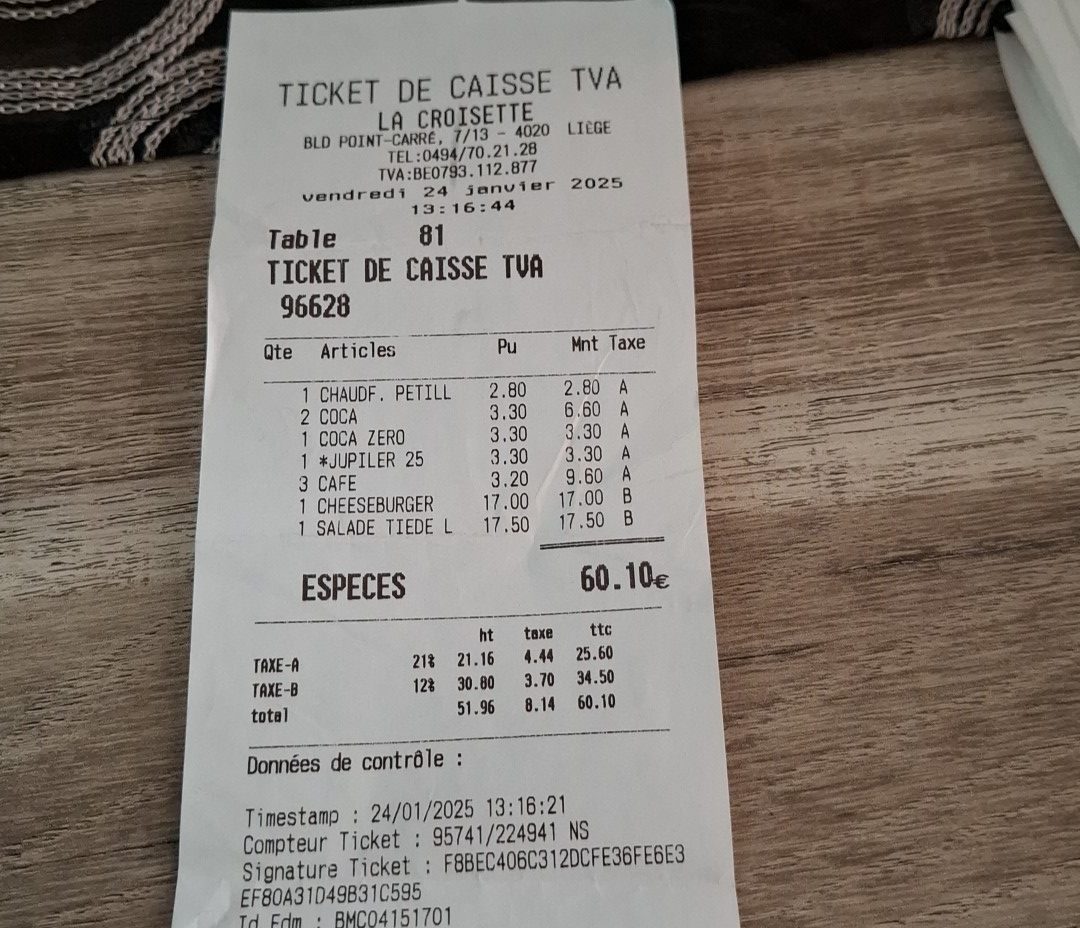 TICKET DE CAISSE TVA
LA CROISETTE
BLD POINT-CARRÉ, 7/13 - 4020 LIÈGE
TEL:0494/70.21.28
TVA:BE0793.112.877
vendredi 24 janvier 2025
13:16:44
Table 81
TICKET DE CAISSE TVA
96628
Qte Articles Pu Mnt Taxe
1 CHAUDF. PETILL 2.80 2.80 A
2 COCA 3.30 6.60 A
1 COCA ZERO 3.30 3.30 A
1 *JUPILER 25 3.30 3.30 A
3 CAFE 3.20 9.60 A
1 CHEESEBURGER 17.00 17.00 B
1 SALADE TIEDE L 17.50 17.50 B
ESPECES 60.10€
ht taxe ttc
TAXE-A 21% 21.16 4.44 25.60
TAXE-B 12% 30.80 3.70 34.50
total 51.96 8.14 60.10
Données de contrôle :
Timestamp : 24/01/2025 13:16:21
Compteur Ticket : 95741/224941 NS
Signature Ticket : F8BEC406C312DCFE36FE6E3
EF80A31D49B31C595
Id Fdm : BMC04151701